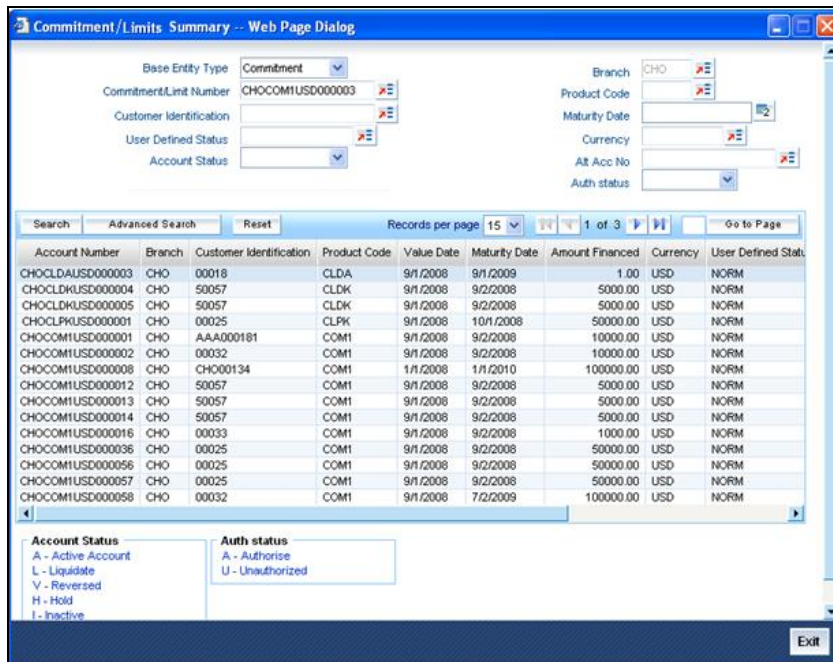 Commitment/Limits Summary -- Web Page Dialog
Base Entity Type Commitment
Branch CHO
Commitment/Limit Number CHOCOM1USD000003
Product Code
Customer Identification
Maturity Date
User Defined Status
Currency
Account Status
Alt Acc No
Auth status
Search Advanced Search Reset Records per page 15 1 of 3 Go to Page
Account Number Branch Customer Identification Product Code Value Date Maturity Date Amount Financed Currency User Defined Statu
CHOCLDAUSD000003 CHO 00018 CLDA 9/1/2008 9/1/2009 1.00 USD NORM
CHOCLDKUSD000004 CHO 50057 CLDK 9/1/2008 9/2/2008 5000.00 USD NORM
CHOCLDKUSD000005 CHO 50057 CLDK 9/1/2008 9/2/2008 5000.00 USD NORM
CHOCLPKUSD000001 CHO 00025 CLPK 9/1/2008 10/1/2008 50000.00 USD NORM
CHOCOM1USD000001 CHO AAA000181 COM1 9/1/2008 9/2/2008 10000.00 USD NORM
CHOCOM1USD000002 CHO 00032 COM1 9/1/2008 9/2/2008 10000.00 USD NORM
CHOCOM1USD000008 CHO CHO00134 COM1 1/1/2008 1/1/2010 100000.00 USD NORM
CHOCOM1USD000012 CHO 50057 COM1 9/1/2008 9/2/2008 5000.00 USD NORM
CHOCOM1USD000013 CHO 50057 COM1 9/1/2008 9/2/2008 5000.00 USD NORM
CHOCOM1USD000014 CHO 50057 COM1 9/1/2008 9/2/2008 5000.00 USD NORM
CHOCOM1USD000016 CHO 00033 COM1 9/1/2008 9/2/2008 1000.00 USD NORM
CHOCOM1USD000036 CHO 00025 COM1 9/1/2008 9/2/2008 50000.00 USD NORM
CHOCOM1USD000056 CHO 00025 COM1 9/1/2008 9/2/2008 50000.00 USD NORM
CHOCOM1USD000057 CHO 00025 COM1 9/1/2008 9/2/2008 50000.00 USD NORM
CHOCOM1USD000058 CHO 00032 COM1 9/1/2008 7/2/2009 100000.00 USD NORM
Account Status
A - Active Account
L - Liquidate
V - Reversed
H - Hold
I - Inactive
Auth status
A - Authorise
U - Unauthorized
Exit